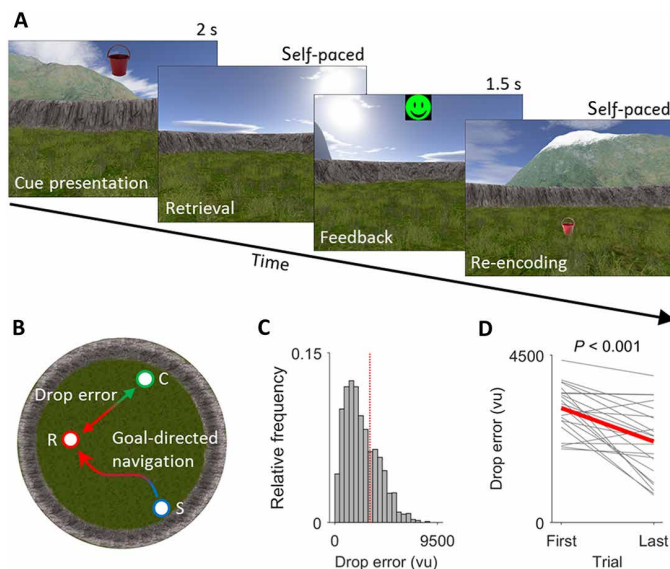 A
2 s
Cue presentation
Self-paced
Retrieval
1.5 s
Feedback
Self-paced
Re-encoding
Time
B
Drop error
C
R
Goal-directed
navigation
S
C
0.15
Relative frequency
0
0
9500
Drop error (vu)
D
P < 0.001
4500
Drop error (vu)
0
First
Last
Trial